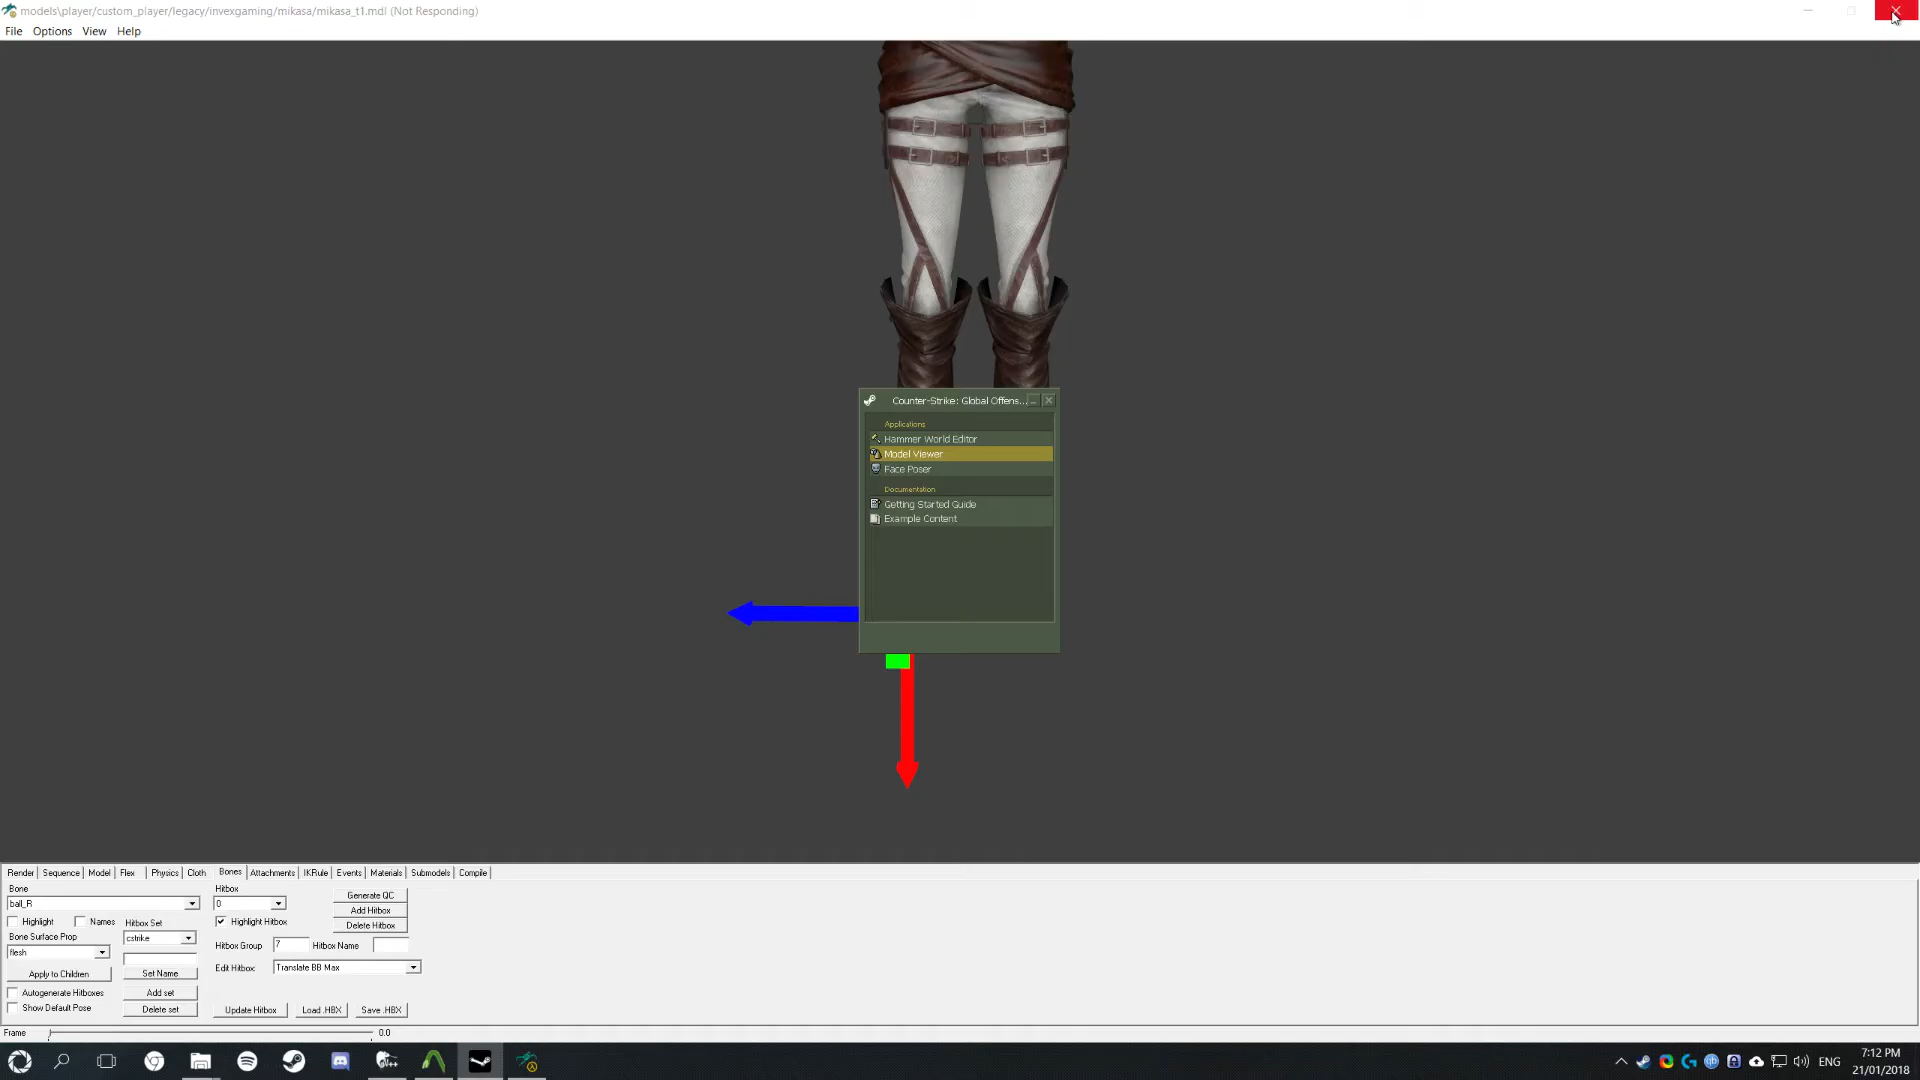 models\player/custom_player/legacy/invexgaming/mikasa/mikasa_t1.mdl (Not Responding)
File Options View Help
Counter-Strike: Global Offens...
Applications
Hammer World Editor
Model Viewer
Face Poser
Documentation
Getting Started Guide
Example Content
Render Sequence Model Flex Physics Cloth Bones Attachments IKRule Events Materials Submodels Compile
Bone Hitbox
ball_R 0 Generate QC
Add Hitbox
Highlight Names Hitbox Set Highlight Hitbox Delete Hitbox
Bone Surface Prop cstrike
flesh Hitbox Group 7 Hitbox Name
Edit Hitbox: Translate BB Max
Apply to Children Set Name
Autogenerate Hitboxes Add set
Show Default Pose Delete set Update Hitbox Load .HBX Save .HBX
Frame 0.0
ENG
7:12 PM
21/01/2018